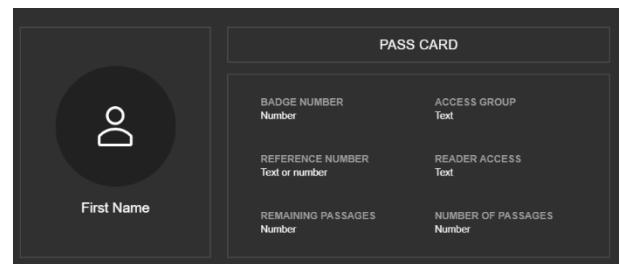 PASS CARD
BADGE NUMBER
Number
ACCESS GROUP
Text
REFERENCE NUMBER
Text or number
READER ACCESS
Text
First Name
REMAINING PASSAGES
Number
NUMBER OF PASSAGES
Number